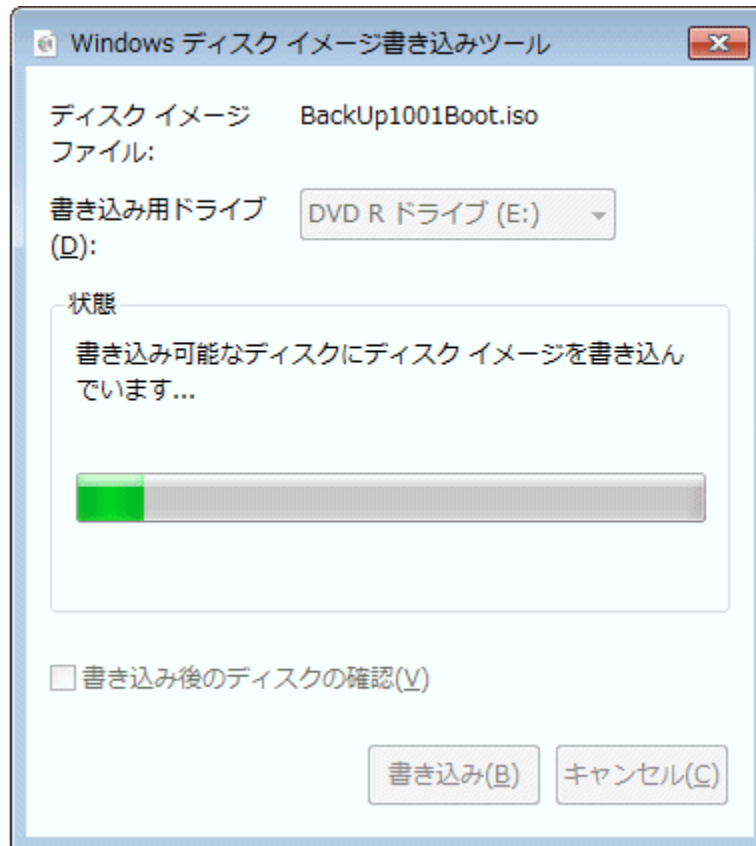 Windows ディスク イメージ書き込みツール
ディスク イメージ
ファイル:
BackUp1001Boot.iso
書き込み用ドライブ
(D):
DVD R ドライブ (E:)
状態
書き込み可能なディスクにディスク イメージを書き込ん
でいます...
書き込み後のディスクの確認(V)
書き込み(B)
キャンセル(C)